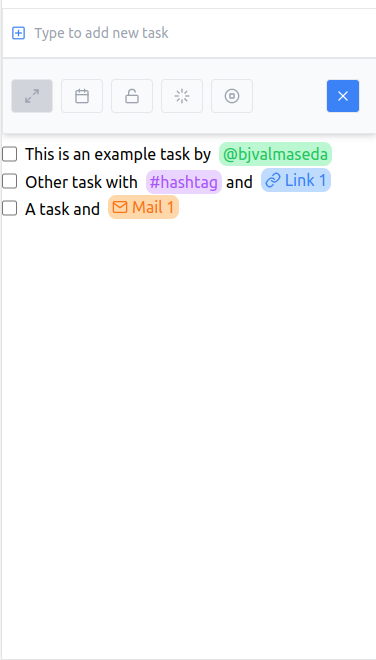 Type to add new task
This is an example task by @bjvalmaseda
Other task with #hashtag and Link 1
A task and Mail 1